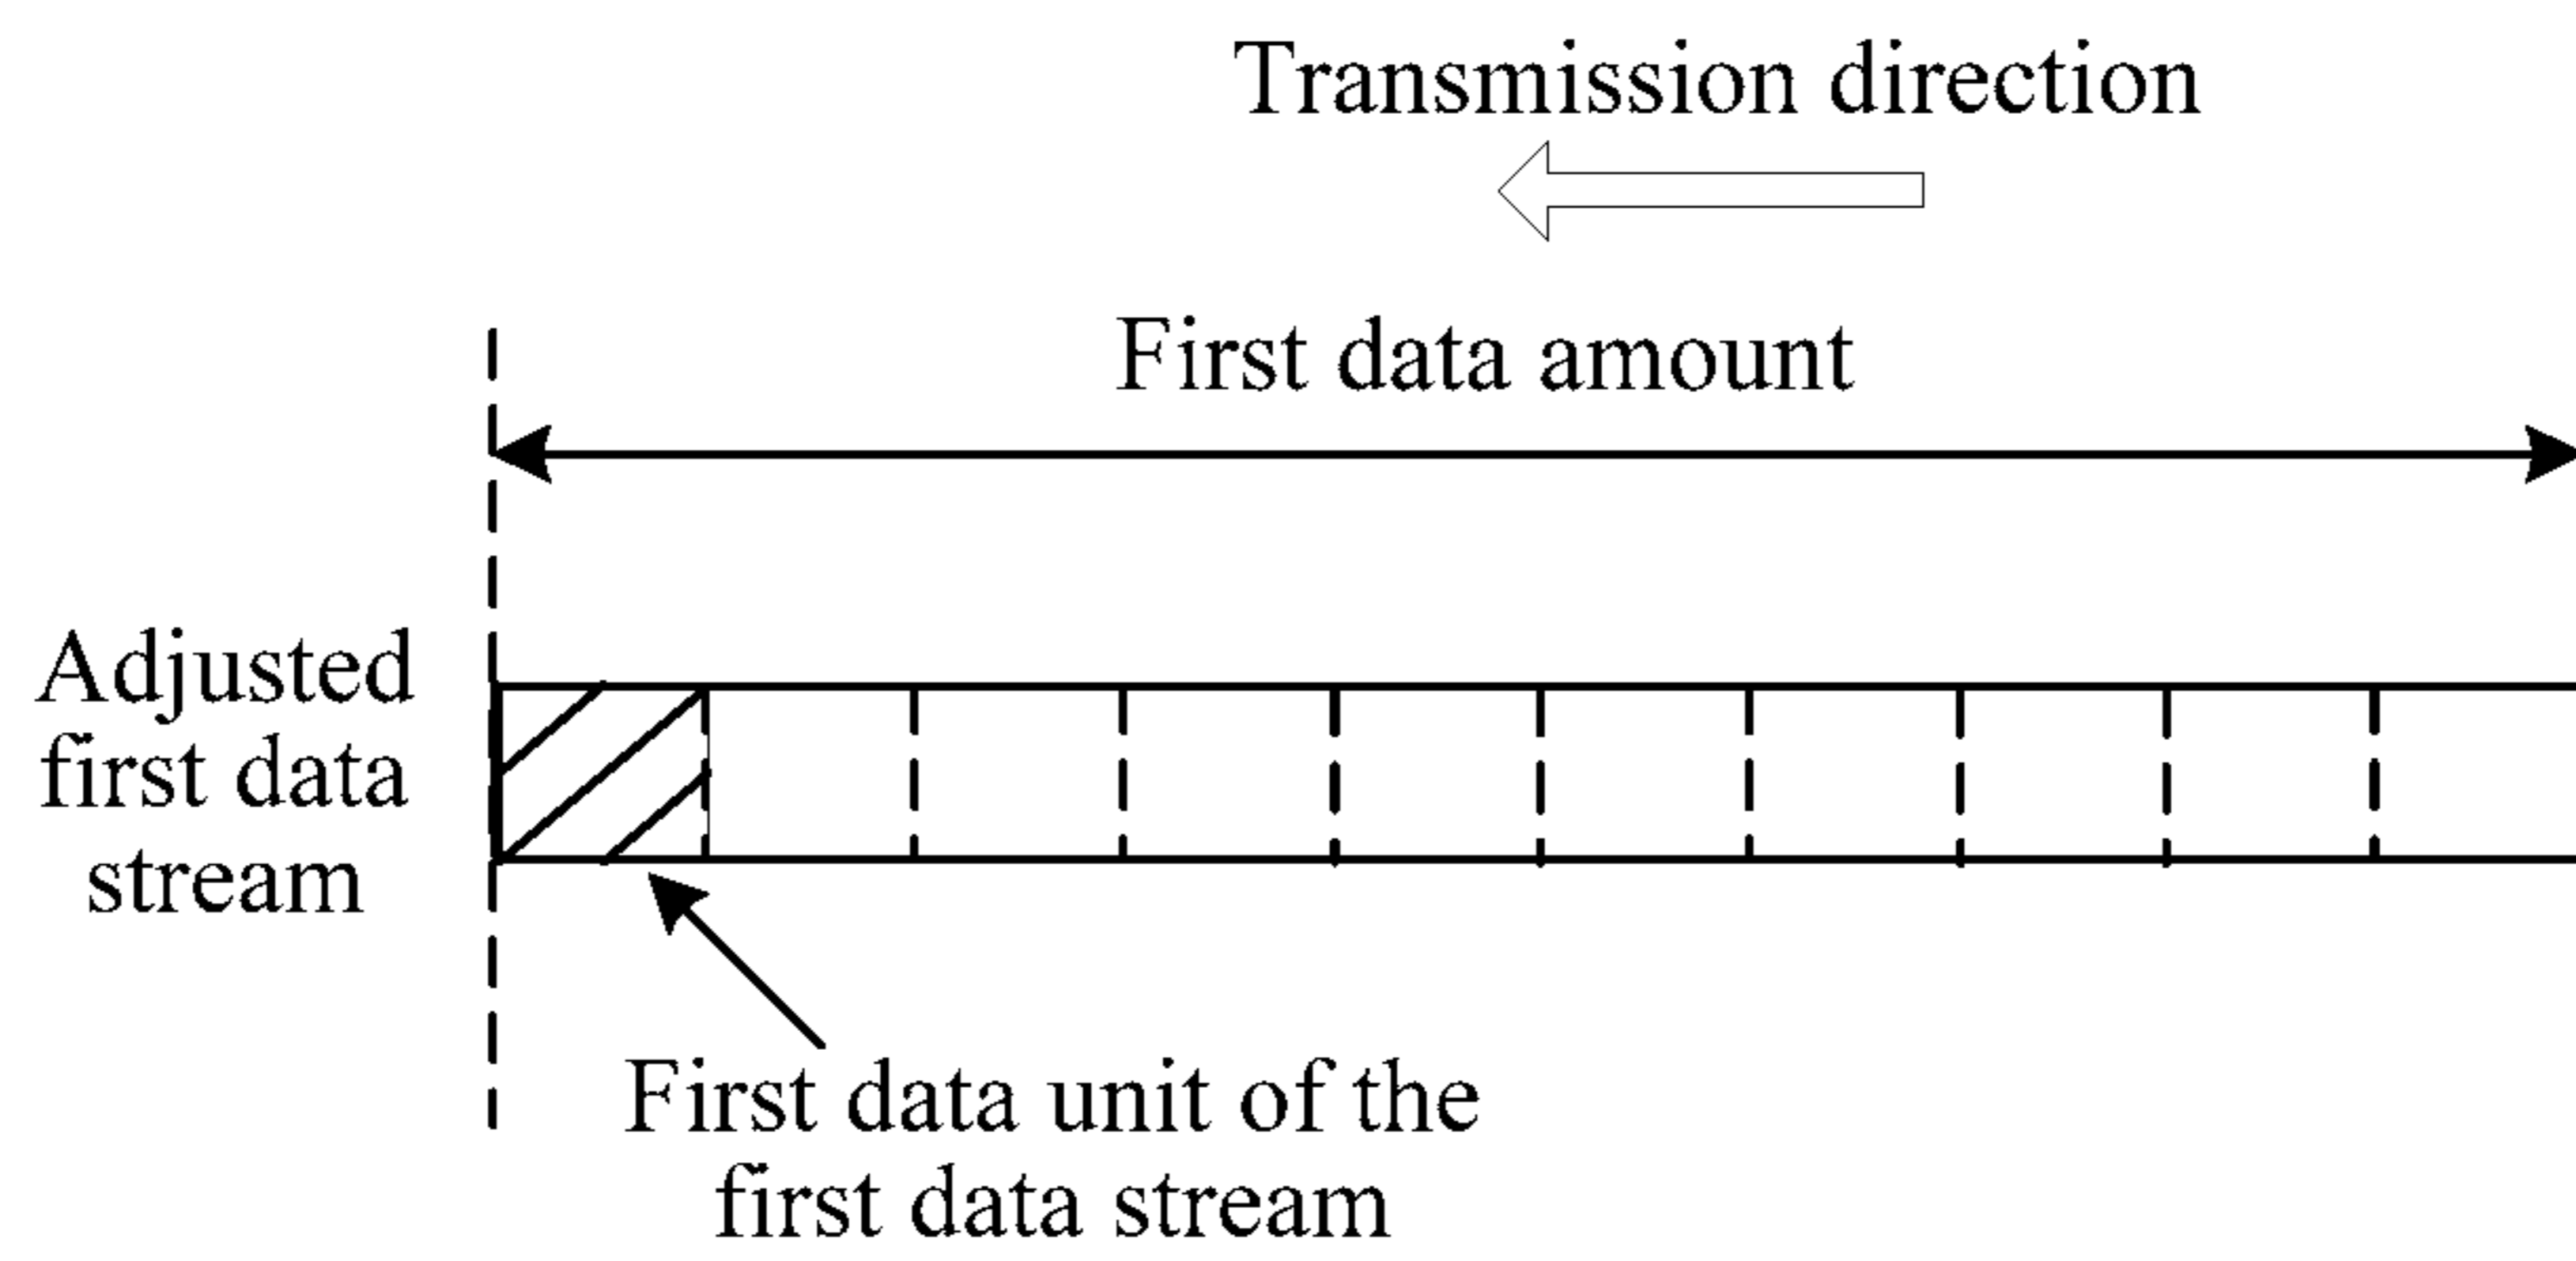 Transmission direction
First data amount
Adjusted
first data
stream
First data unit of the
first data stream